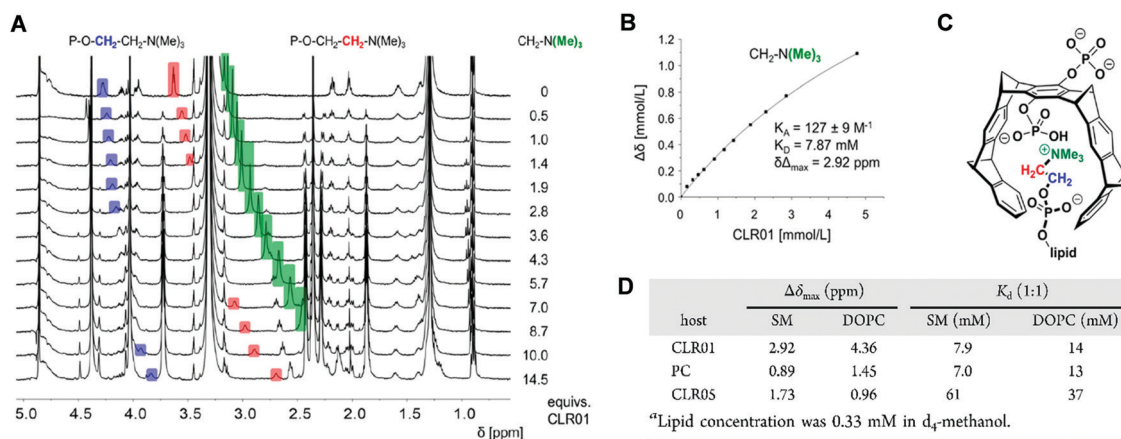 A
P-O-CH₂-CH₂-N(Me)₃
P-O-CH₂-CH₂-N(Me)₃
CH₂-N(Me)₃
0
0.5
1.0
1.4
1.9
2.8
3.6
4.3
5.7
7.0
8.7
10.0
14.5
5.0 4.5 4.0 3.5 3.0 2.5 2.0 1.5 1.0
δ [ppm]
equivs.
CLR01
B
CH₂-N(Me)₃
Δδ [mmol/L]
1.2
1.0
0.8
0.6
0.4
0.2
0.0
K_A = 127 ± 9 M⁻¹
K_D = 7.87 mM
δΔ_max = 2.92 ppm
0 1 2 3 4 5
CLR01 [mmol/L]
C
O
O-P-O
O
O
O-P-OH
NMe₃
H₂C
CH₂
O
O-P-O
O
lipid
D
Δδ_max (ppm) K_d (1:1)
host SM DOPC SM (mM) DOPC (mM)
CLR01 2.92 4.36 7.9 14
PC 0.89 1.45 7.0 13
CLR05 1.73 0.96 61 37
ᵃLipid concentration was 0.33 mM in d₄-methanol.